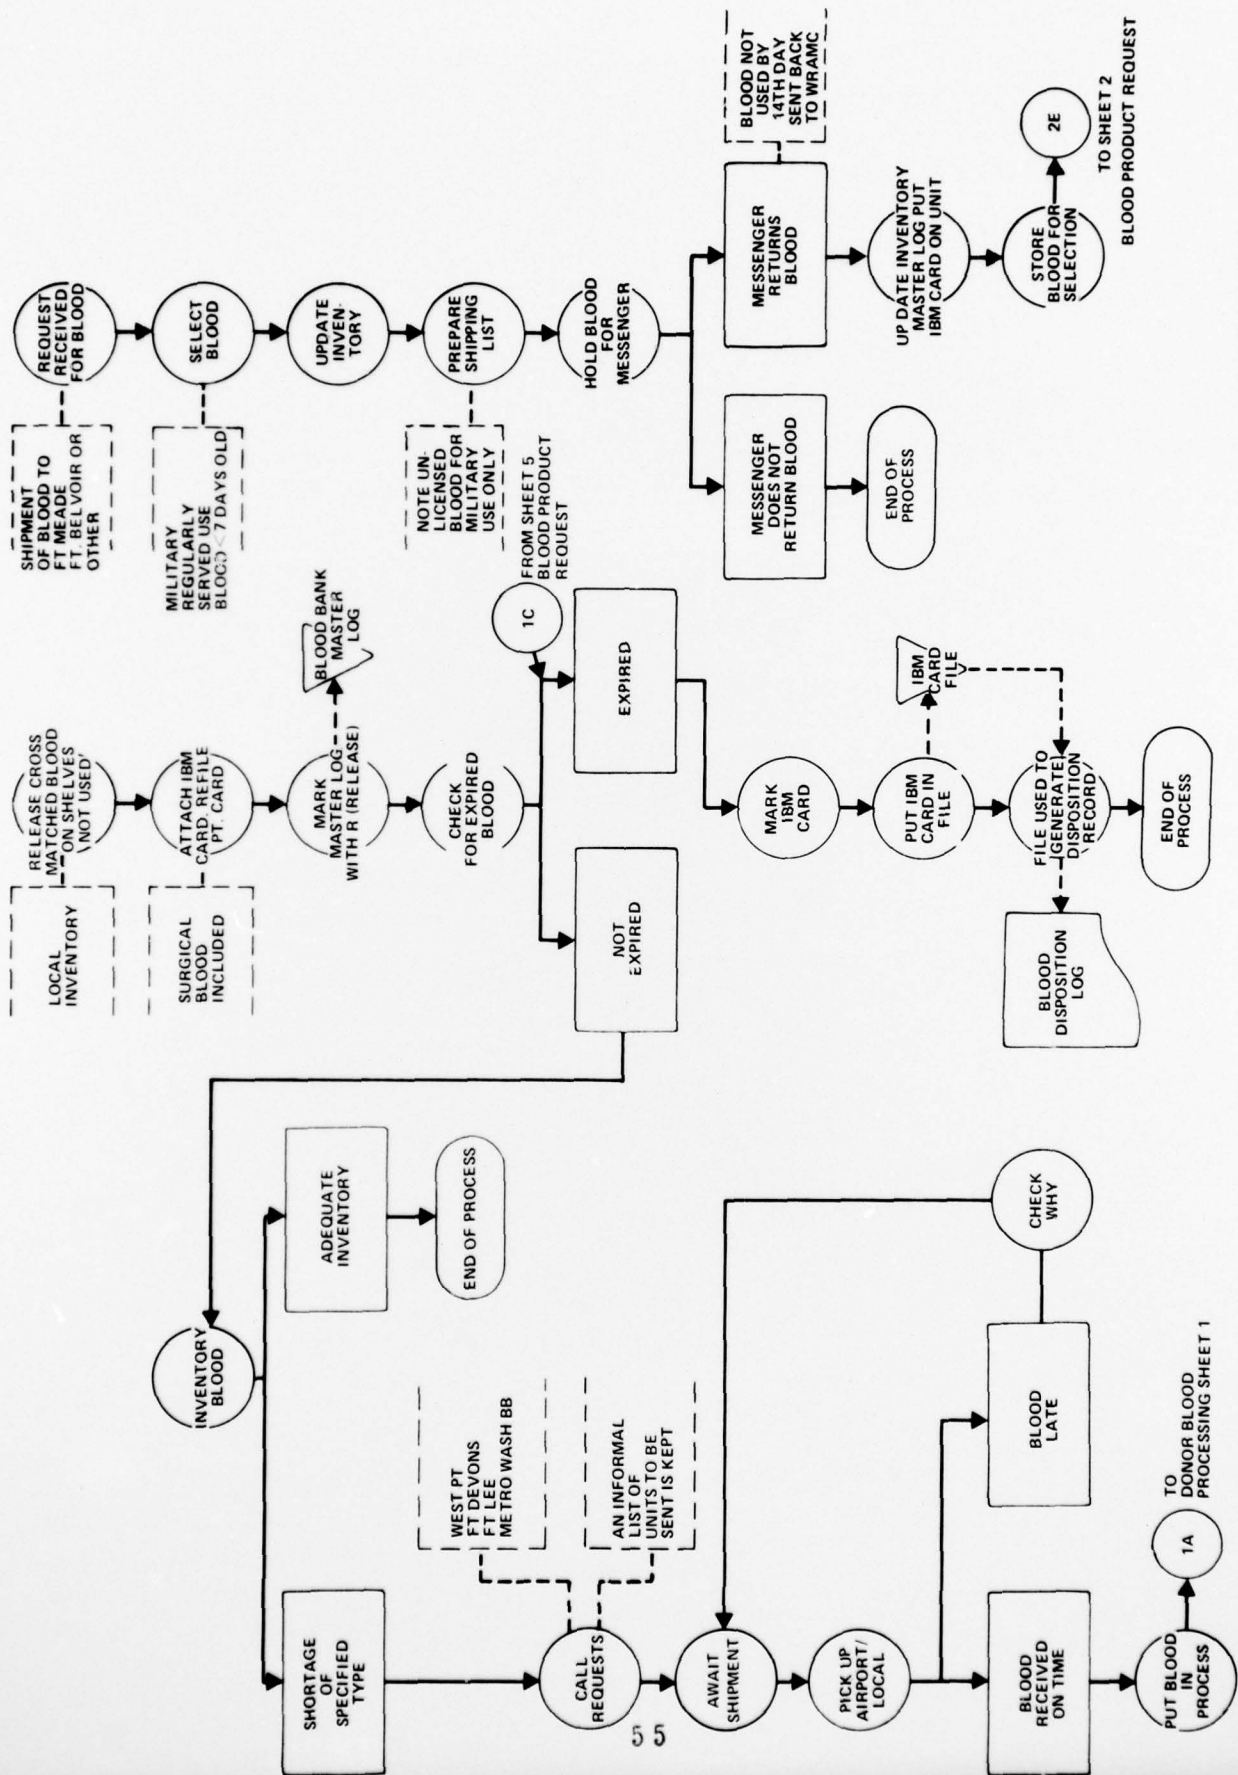 SHIPMENT
OF BLOOD TO
FT MEADE
FT. BELVOIR OR
OTHER
REQUEST
RECEIVED
FOR BLOOD
MILITARY
REGULARLY
SERVED USE
BLOOD < 7 DAYS OLD
SELECT
BLOOD
UPDATE
INVEN-
TORY
NOTE UN-
LICENSED
BLOOD FOR
MILITARY
USE ONLY
PREPARE
SHIPPING
LIST
HOLD BLOOD
FOR
MESSENGER
MESSENGER
DOES NOT
RETURN BLOOD
END OF
PROCESS
MESSENGER
RETURNS
BLOOD
BLOOD NOT
USED BY
14TH DAY
SENT BACK
TO WRAMC
UP DATE INVENTORY
MASTER LOG PUT
IBM CARD ON UNIT
STORE
BLOOD FOR
SELECTION
2E
TO SHEET 2
BLOOD PRODUCT REQUEST
LOCAL
INVENTORY
RELEASE CROSS
MATCHED BLOOD
ON SHELVES
'NOT USED'
SURGICAL
BLOOD
INCLUDED
ATTACH IBM
CARD. REFILE
PT. CARD
MARK
MASTER LOG
WITH R (RELEASE)
BLOOD BANK
MASTER
LOG
CHECK
FOR EXPIRED
BLOOD
1C
FROM SHEET 5
BLOOD PRODUCT
REQUEST
NOT
EXPIRED
EXPIRED
MARK
IBM
CARD
PUT IBM
CARD IN
FILE
IBM
CARD
FILE
FILE USED TO
GENERATE
DISPOSITION
RECORD
BLOOD
DISPOSITION
LOG
END OF
PROCESS
INVENTORY
BLOOD
SHORTAGE
OF
SPECIFIED
TYPE
ADEQUATE
INVENTORY
END OF PROCESS
CALL
REQUESTS
WEST PT
FT DEVONS
FT LEE
METRO WASH BB
AN INFORMAL
LIST OF
UNITS TO BE
SENT IS KEPT
AWAIT
SHIPMENT
PICK UP
AIRPORT/
LOCAL
BLOOD
RECEIVED
ON TIME
BLOOD
LATE
CHECK
WHY
PUT BLOOD
IN
PROCESS
1A
TO
DONOR BLOOD
PROCESSING SHEET 1
55